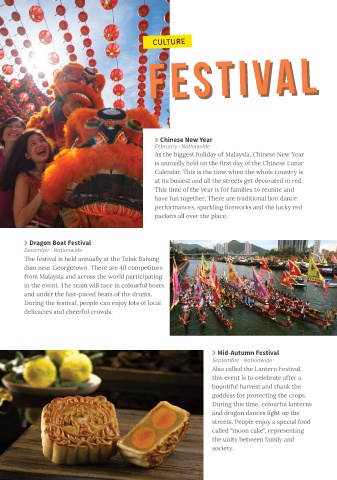 CULTURE
FESTIVAL
> Chinese New Year
February - Nationwide
As the biggest holiday of Malaysia, Chinese New Year
is annually held on the first day of the Chinese Lunar
Calendar. This is the time when the whole country is
at its busiest and all the streets get decorated in red.
This time of the year is for families to reunite and
have fun together. There are traditional lion dance
performances, sparkling fireworks and the lucky red
packets all over the place.
> Dragon Boat Festival
December - Nationwide
The festival is held annually at the Teluk Bahang
dam near Georgetown. There are 40 competitors
from Malaysia and across the world participating
in the event. The team will race in colourful boats
and under the fast-paced beats of the drums.
During the festival, people can enjoy lots of local
delicacies and cheerful crowds.
> Mid-Autumn Festival
September - Nationwide
Also called the Lantern Festival,
this event is to celebrate after a
bountiful harvest and thank the
goddess for protecting the crops.
During this time, colourful lanterns
and dragon dances light up the
streets. People enjoy a special food
called "moon cake", representing
the unity between family and
society.